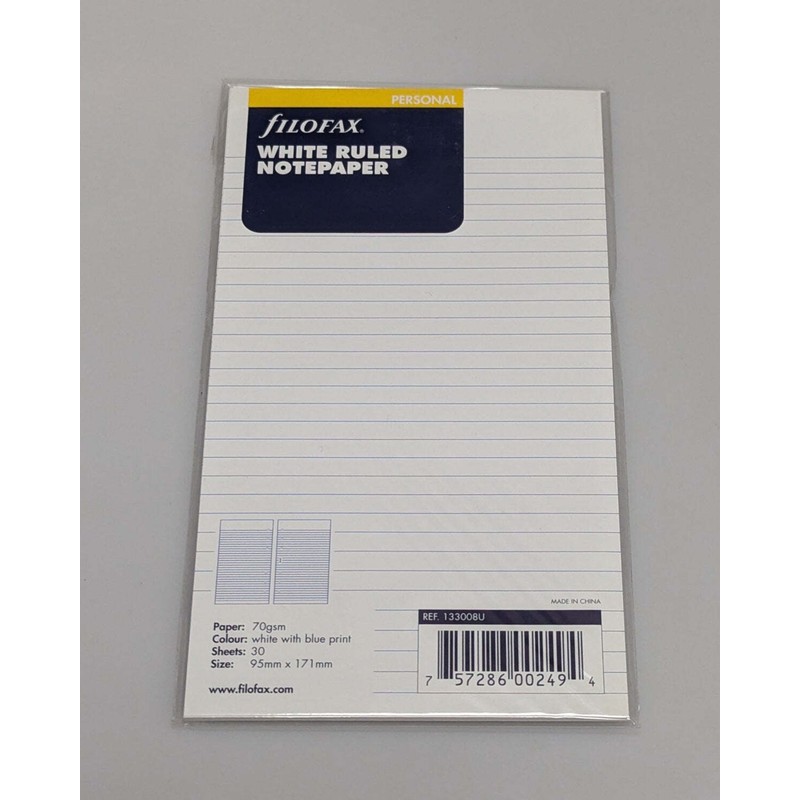 PERSONAL
fILOFAX®
WHITE RULED
NOTEPAPER
MADE IN CHINA
REF. 133008U
Paper: 70gsm
Colour: white with blue print
Sheets: 30
Size: 95mm x 171mm
www.filofax.com
7 57286 00249 4